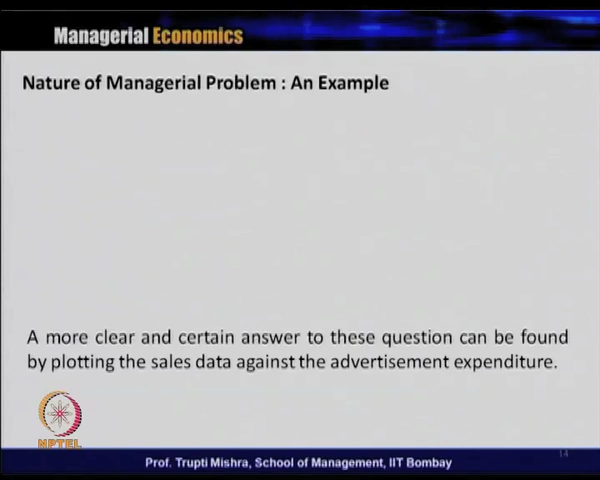 Managerial Economics
Nature of Managerial Problem : An Example
A more clear and certain answer to these question can be found
by plotting the sales data against the advertisement expenditure.
NPTEL
14
Prof. Trupti Mishra, School of Management, IIT Bombay